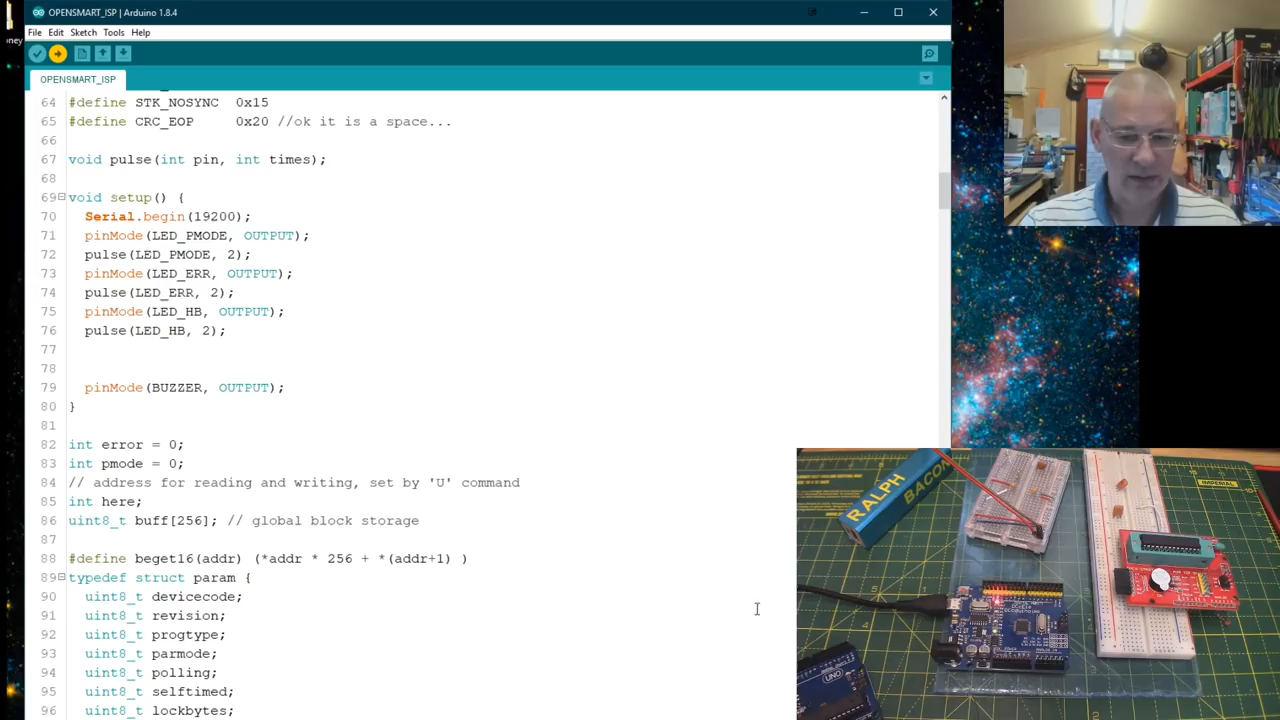 OPENSMART_ISP | Arduino 1.8.4
File Edit Sketch Tools Help
OPENSMART_ISP
64 #define STK_NOSYNC 0x15
65 #define CRC_EOP 0x20 //ok it is a space...
66
67 void pulse(int pin, int times);
68
69 void setup() {
70 Serial.begin(19200);
71 pinMode(LED_PMODE, OUTPUT);
72 pulse(LED_PMODE, 2);
73 pinMode(LED_ERR, OUTPUT);
74 pulse(LED_ERR, 2);
75 pinMode(LED_HB, OUTPUT);
76 pulse(LED_HB, 2);
77
78
79 pinMode(BUZZER, OUTPUT);
80 }
81
82 int error = 0;
83 int pmode = 0;
84 // address for reading and writing, set by 'U' command
85 int here;
86 uint8_t buff[256]; // global block storage
87
88 #define beget16(addr) (*addr * 256 + *(addr+1) )
89 typedef struct param {
90 uint8_t devicecode;
91 uint8_t revision;
92 uint8_t progtype;
93 uint8_t parmode;
94 uint8_t polling;
95 uint8_t selftimed;
96 uint8_t lockbytes;
oney
RALPH
BACON
IMPERIAL
UNO